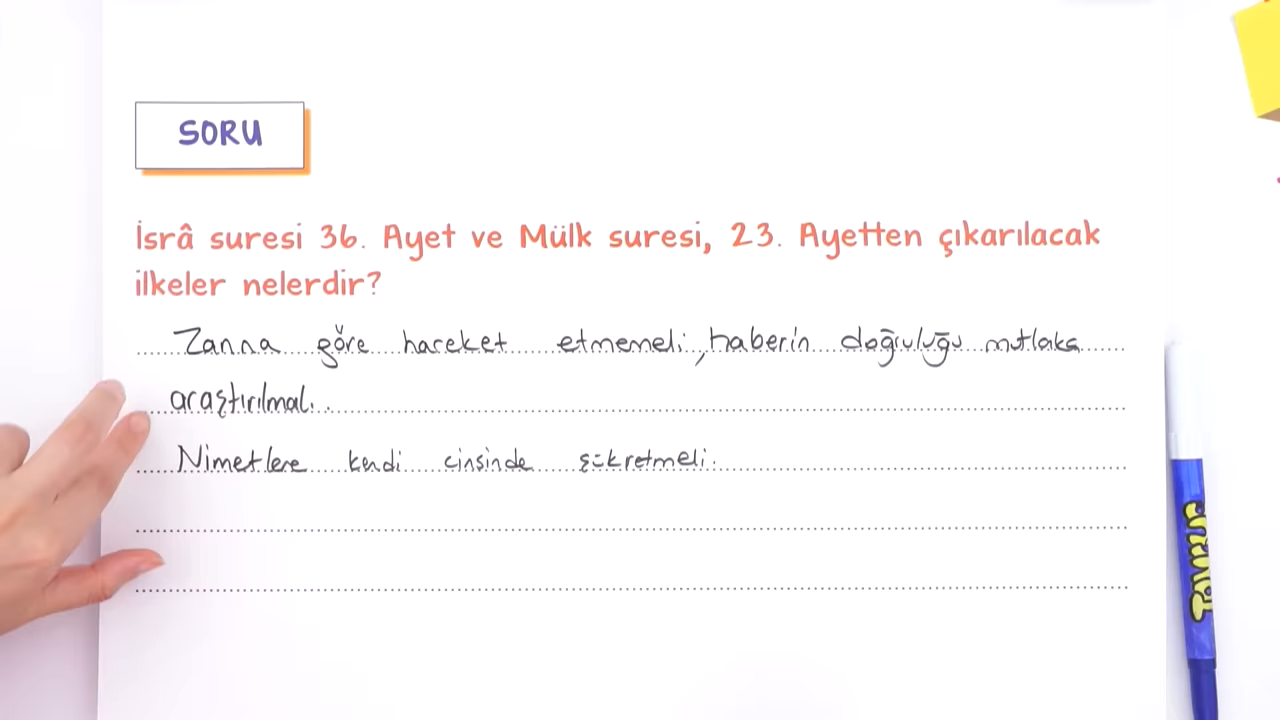 SORU
İsrâ suresi 36. Ayet ve Mülk suresi, 23. Ayetten çıkarılacak
ilkeler nelerdir?
Zanna göre hareket etmemeli, haberin doğruluğu mutlaka
araştırılmalı.
Nimetlere kendi cinsinde şükretmeli.